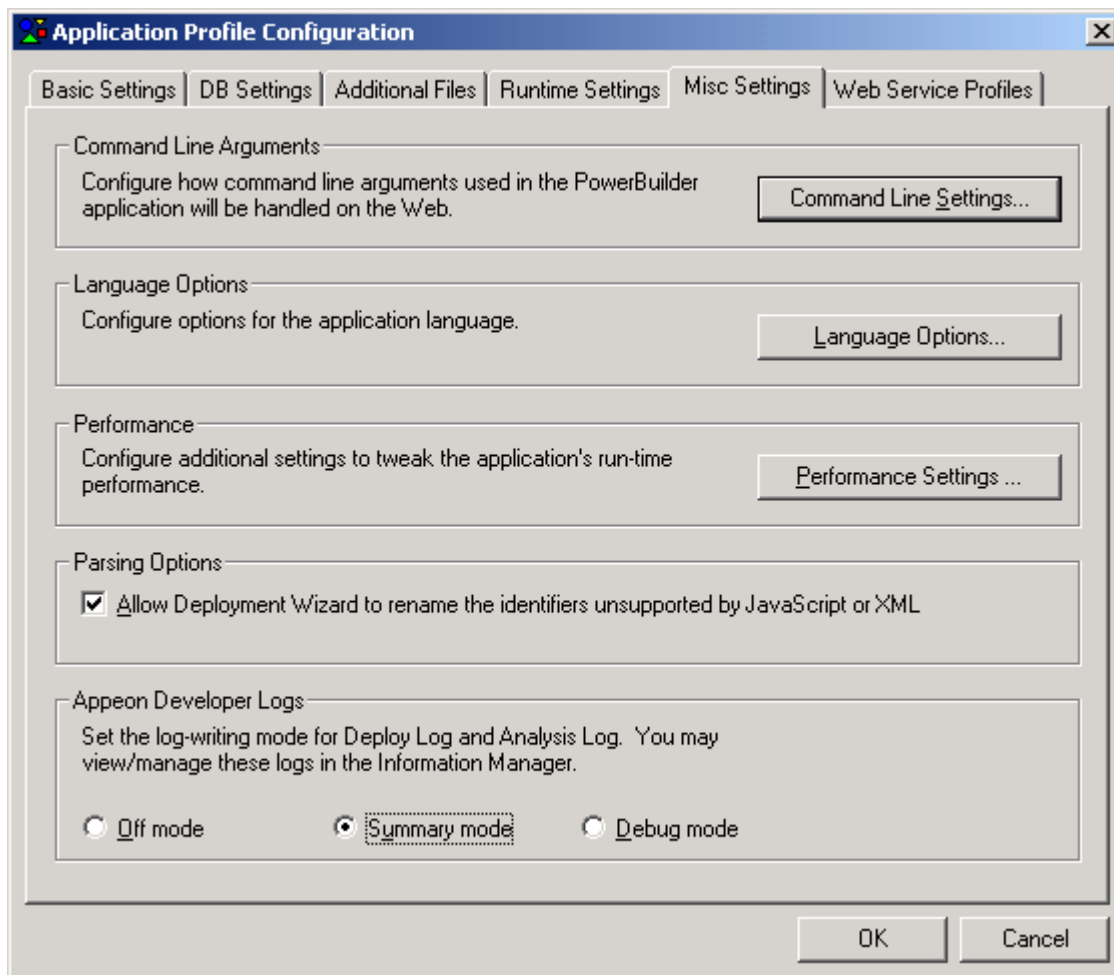 Application Profile Configuration
Basic Settings DB Settings Additional Files Runtime Settings Misc Settings Web Service Profiles
Command Line Arguments
Configure how command line arguments used in the PowerBuilder
application will be handled on the Web.
Command Line Settings...
Language Options
Configure options for the application language.
Language Options...
Performance
Configure additional settings to tweak the application's run-time
performance.
Performance Settings ...
Parsing Options
Allow Deployment Wizard to rename the identifiers unsupported by JavaScript or XML
Appeon Developer Logs
Set the log-writing mode for Deploy Log and Analysis Log.  You may
view/manage these logs in the Information Manager.
Off mode Summary mode Debug mode
OK Cancel